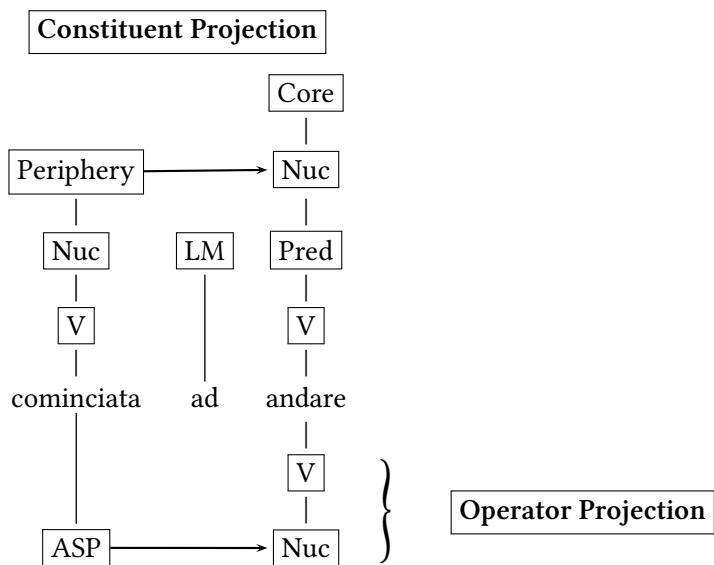 Constituent Projection
Core
Periphery Nuc
Nuc LM Pred
V V
cominciata ad andare
V
Operator Projection
ASP Nuc